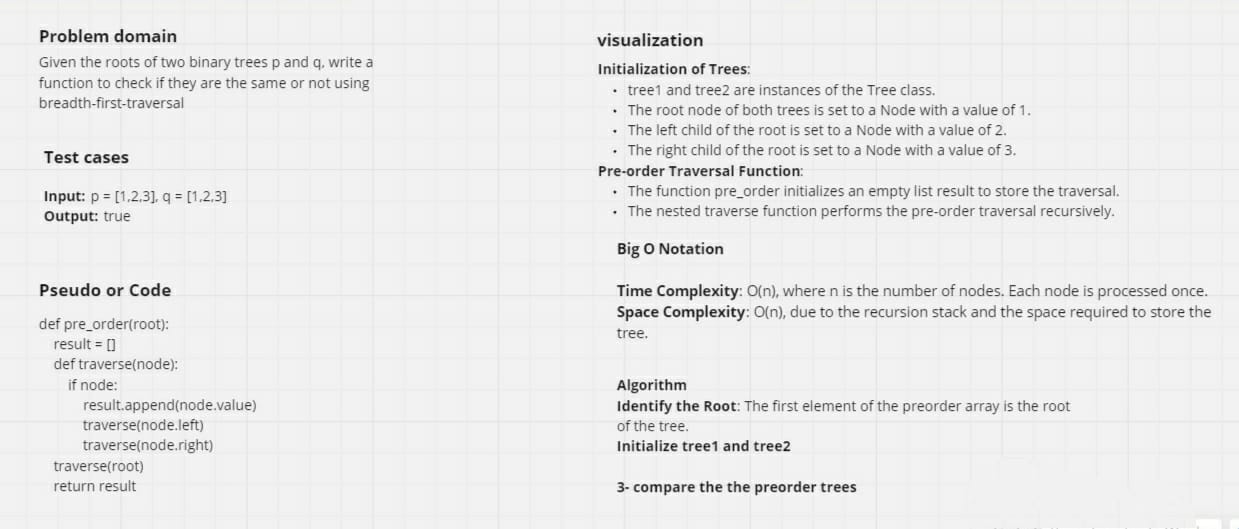 Problem domain
Given the roots of two binary trees p and q, write a
function to check if they are the same or not using
breadth-first-traversal
Test cases
Input: p = [1,2,3], q = [1,2,3]
Output: true
Pseudo or Code
def pre_order(root):
result = []
def traverse(node):
if node:
result.append(node.value)
traverse(node.left)
traverse(node.right)
traverse(root)
return result
visualization
Initialization of Trees:
• tree1 and tree2 are instances of the Tree class.
• The root node of both trees is set to a Node with a value of 1.
• The left child of the root is set to a Node with a value of 2.
• The right child of the root is set to a Node with a value of 3.
Pre-order Traversal Function:
• The function pre_order initializes an empty list result to store the traversal.
• The nested traverse function performs the pre-order traversal recursively.
Big O Notation
Time Complexity: O(n), where n is the number of nodes. Each node is processed once.
Space Complexity: O(n), due to the recursion stack and the space required to store the
tree.
Algorithm
Identify the Root: The first element of the preorder array is the root
of the tree.
Initialize tree1 and tree2
3- compare the the preorder trees